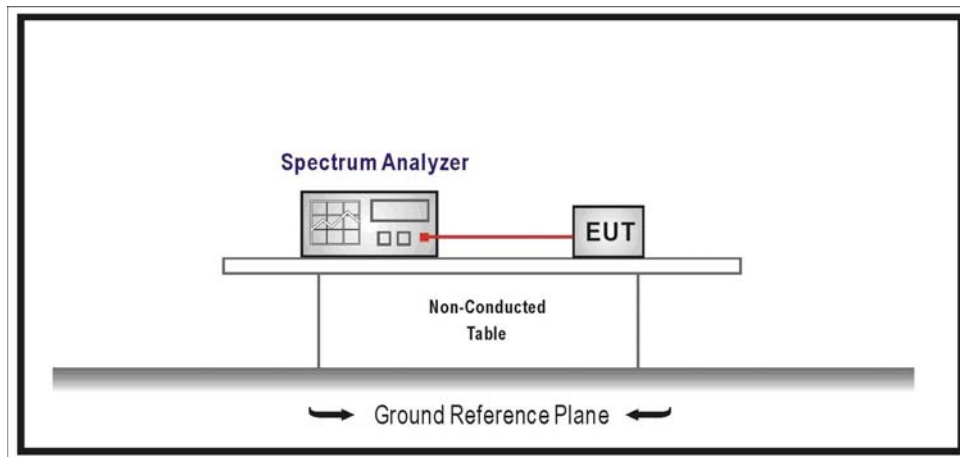 Spectrum Analyzer
EUT
Non-Conducted
Table
Ground Reference Plane